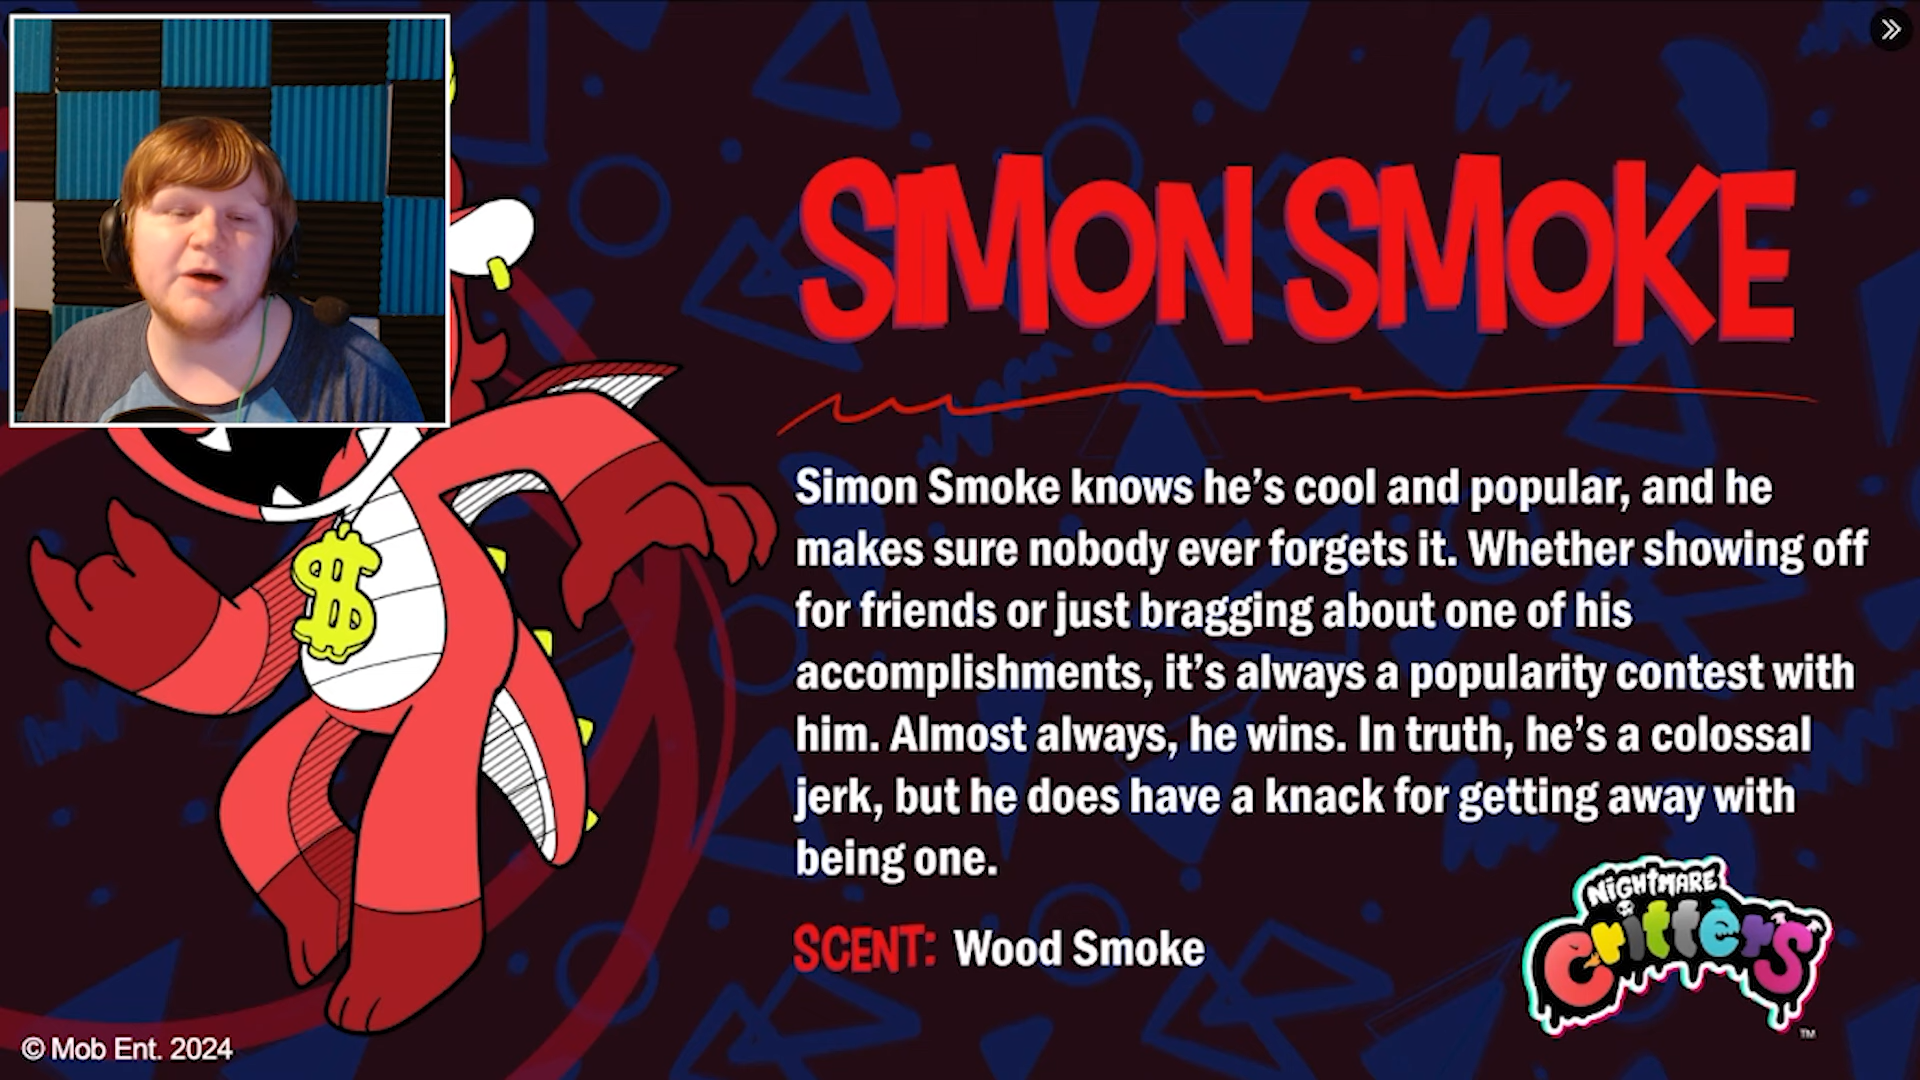 SIMON SMOKE
Simon Smoke knows he's cool and popular, and he
makes sure nobody ever forgets it. Whether showing off
for friends or just bragging about one of his
accomplishments, it's always a popularity contest with
him. Almost always, he wins. In truth, he's a colossal
jerk, but he does have a knack for getting away with
being one.
SCENT: Wood Smoke
NIGHTMARE
CRITTERS
TM
$
© Mob Ent. 2024